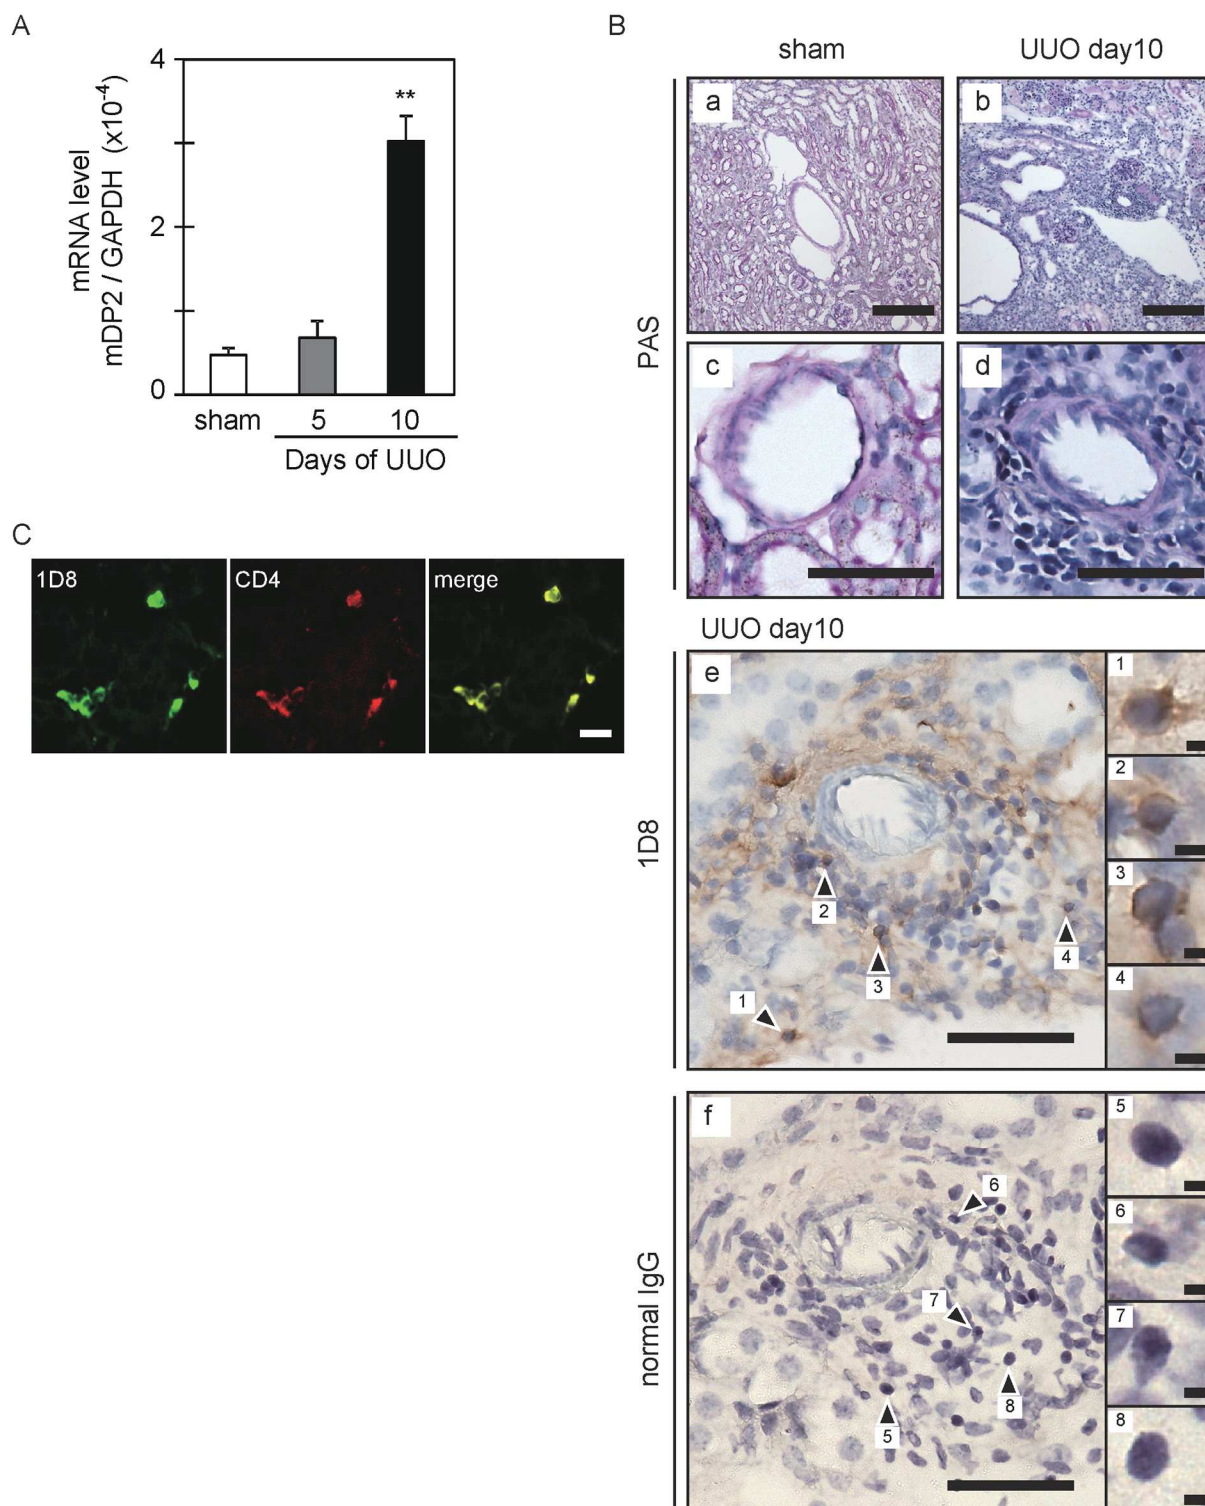 A
mRNA level
mDP2 / GAPDH (x10-4)
4
2
0
**
sham
5
10
Days of UUO
B
sham
UUO day10
PAS
a
b
c
d
C
1D8
CD4
merge
UUO day10
1D8
e
1
2
3
4
1
2
3
4
normal IgG
f
5
6
7
8
5
6
7
8